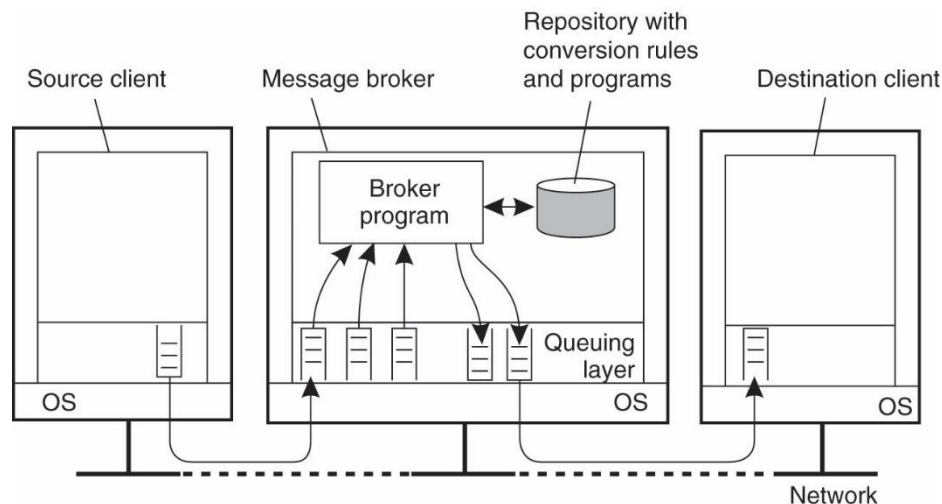 Repository with
conversion rules
and programs
Source client
Message broker
Destination client
Broker
program
Queuing
layer
OS
OS
OS
Network